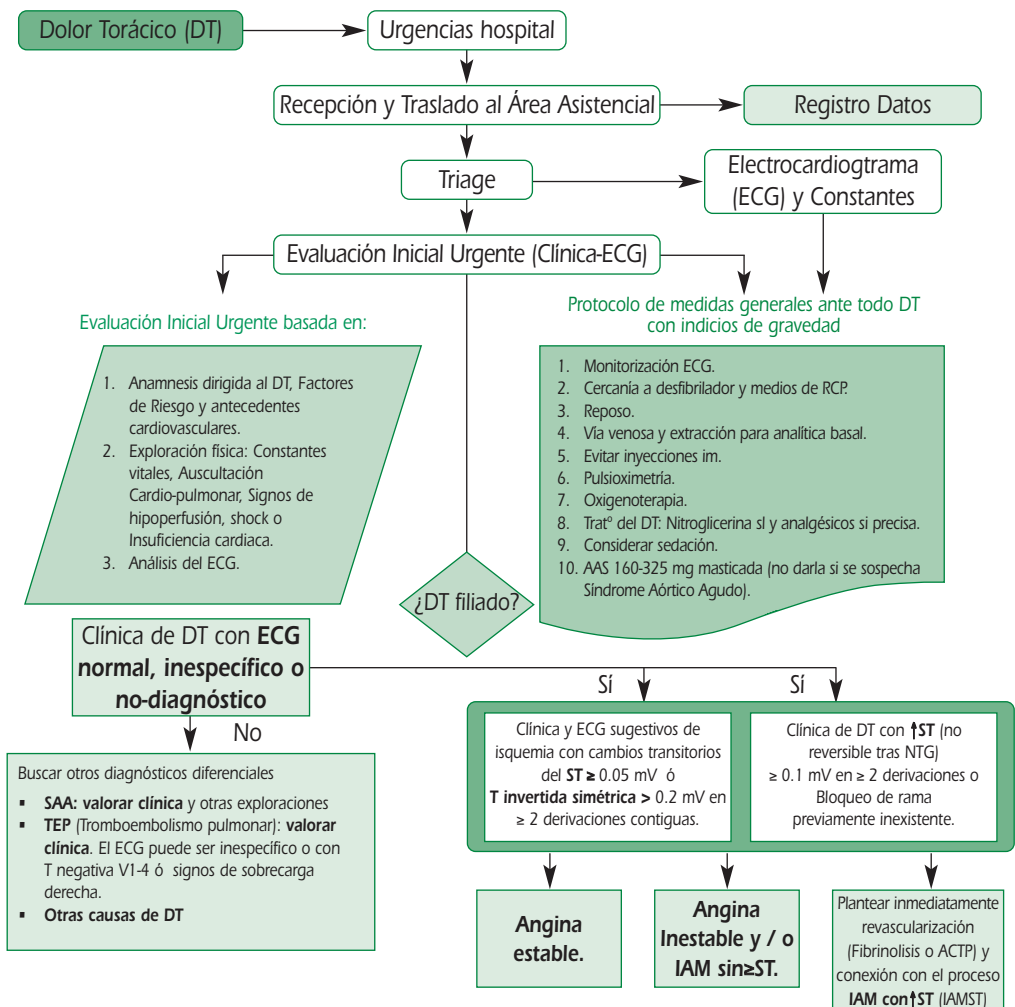 Dolor Torácico (DT)
Urgencias hospital
Recepción y Traslado al Área Asistencial
Registro Datos
Triage
Electrocardiogtrama
(ECG) y Constantes
Evaluación Inicial Urgente (Clínica-ECG)
Evaluación Inicial Urgente basada en:
1. Anamnesis dirigida al DT, Factores
de Riesgo y antecedentes
cardiovasculares.
2. Exploración física: Constantes
vitales, Auscultación
Cardio-pulmonar, Signos de
hipoperfusión, shock o
Insuficiencia cardiaca.
3. Análisis del ECG.
Protocolo de medidas generales ante todo DT
con indicios de gravedad
1. Monitorización ECG.
2. Cercanía a desfibrilador y medios de RCP.
3. Reposo.
4. Vía venosa y extracción para analítica basal.
5. Evitar inyecciones im.
6. Pulsioximetría.
7. Oxigenoterapia.
8. Tratº del DT: Nitroglicerina sl y analgésicos si precisa.
9. Considerar sedación.
10. AAS 160-325 mg masticada (no darla si se sospecha
Síndrome Aórtico Agudo).
¿DT filiado?
Clínica de DT con ECG
normal, inespecífico o
no-diagnóstico
No
Sí
Sí
Buscar otros diagnósticos diferenciales
▪ SAA: valorar clínica y otras exploraciones
▪ TEP (Tromboembolismo pulmonar): valorar
clínica. El ECG puede ser inespecífico o con
T negativa V1-4 ó signos de sobrecarga
derecha.
▪ Otras causas de DT
Clínica y ECG sugestivos de
isquemia con cambios transitorios
del ST ≥ 0.05 mV ó
T invertida simétrica > 0.2 mV en
≥ 2 derivaciones contiguas.
Clínica de DT con ↑ST (no
reversible tras NTG)
≥ 0.1 mV en ≥ 2 derivaciones o
Bloqueo de rama
previamente inexistente.
Angina
estable.
Angina
Inestable y / o
IAM sin≥ST.
Plantear inmediatamente
revascularización
(Fibrinolisis o ACTP) y
conexión con el proceso
IAM con↑ST (IAMST)